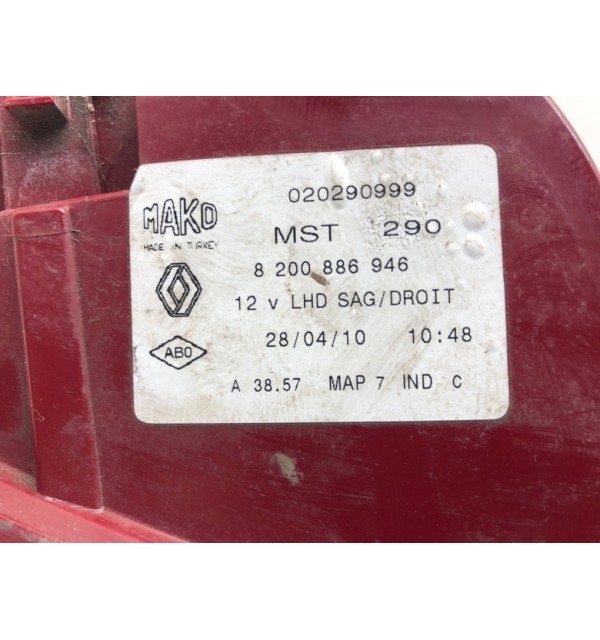 020290999
MAKO
MADE IN TURKEY
MST 290
8 200 886 946
12 v LHD SAG/DROIT
ABO
28/04/10 10:48
A 38.57 MAP 7 IND C